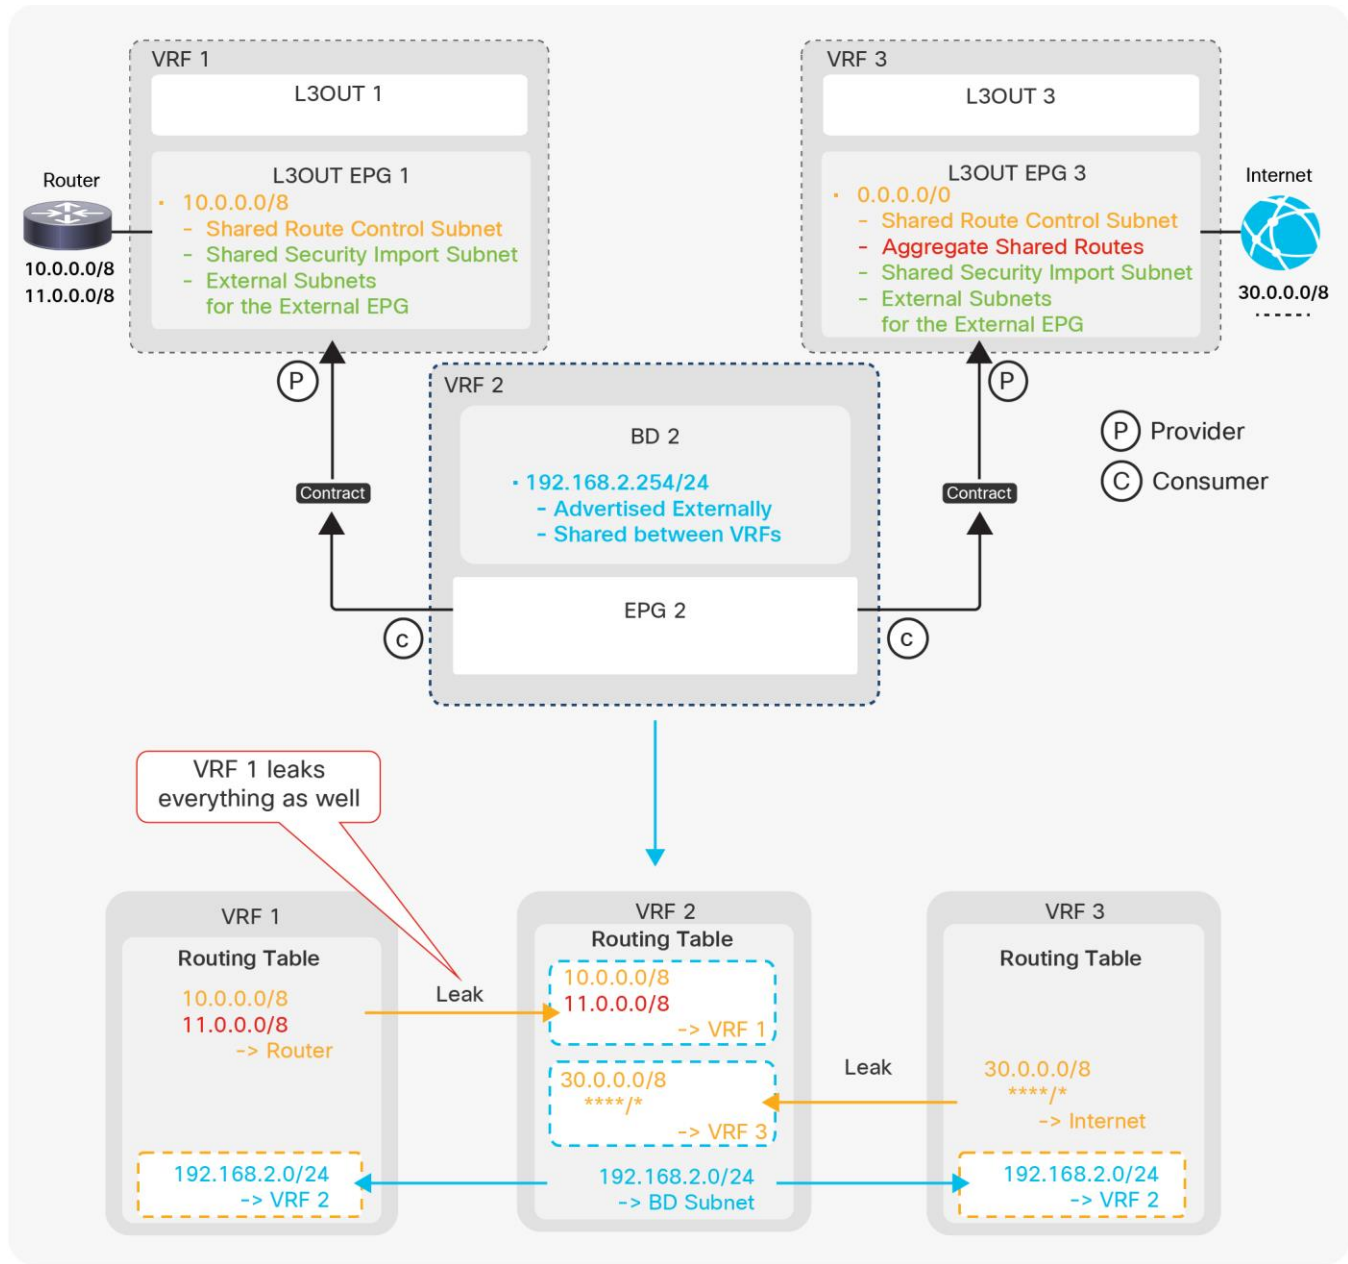 VRF 1
L3OUT 1
L3OUT EPG 1
· 10.0.0.0/8
- Shared Route Control Subnet
- Shared Security Import Subnet
- External Subnets
for the External EPG
Router
10.0.0.0/8
11.0.0.0/8
VRF 3
L3OUT 3
L3OUT EPG 3
· 0.0.0.0/0
- Shared Route Control Subnet
- Aggregate Shared Routes
- Shared Security Import Subnet
- External Subnets
for the External EPG
Internet
30.0.0.0/8
P
P
VRF 2
BD 2
· 192.168.2.254/24
- Advertised Externally
- Shared between VRFs
EPG 2
Contract
Contract
C
C
P Provider
C Consumer
VRF 1 leaks
everything as well
VRF 1
Routing Table
10.0.0.0/8
11.0.0.0/8
-> Router
192.168.2.0/24
-> VRF 2
Leak
VRF 2
Routing Table
10.0.0.0/8
11.0.0.0/8
-> VRF 1
30.0.0.0/8
****/*
-> VRF 3
192.168.2.0/24
-> BD Subnet
Leak
VRF 3
Routing Table
30.0.0.0/8
****/*
-> Internet
192.168.2.0/24
-> VRF 2